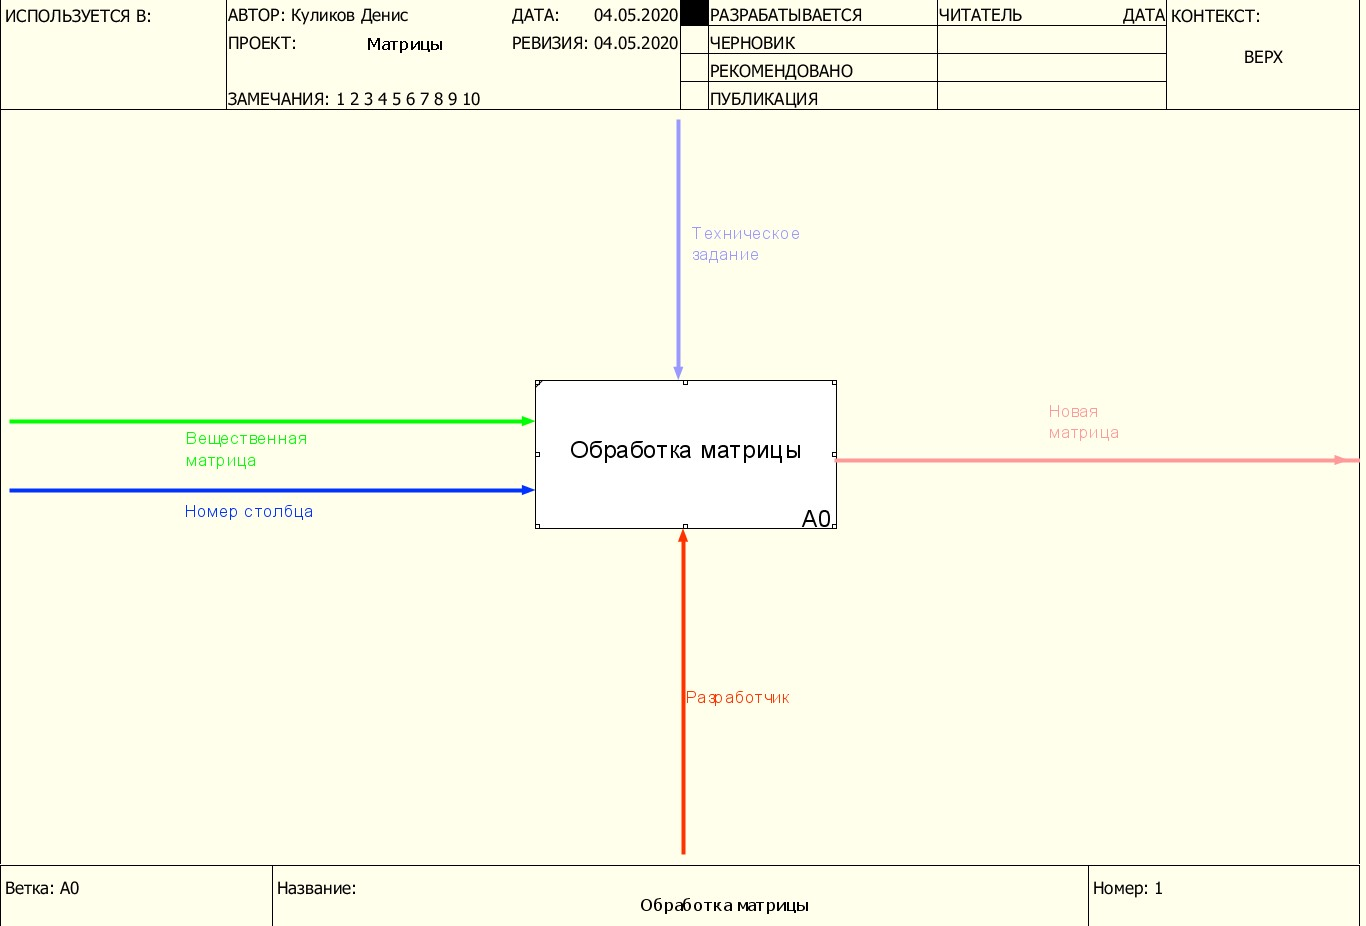 ИСПОЛЬЗУЕТСЯ В:
АВТОР: Куликов Денис
ДАТА: 04.05.2020
ПРОЕКТ: Матрицы
РЕВИЗИЯ: 04.05.2020
ЗАМЕЧАНИЯ: 1 2 3 4 5 6 7 8 9 10
РАЗРАБАТЫВАЕТСЯ
ЧЕРНОВИК
РЕКОМЕНДОВАНО
ПУБЛИКАЦИЯ
ЧИТАТЕЛЬ ДАТА
КОНТЕКСТ:
ВЕРХ
Техническое
задание
Вещественная
матрица
Номер столбца
Обработка матрицы
A0
Новая
матрица
Разработчик
Ветка: A0
Название:
Обработка матрицы
Номер: 1